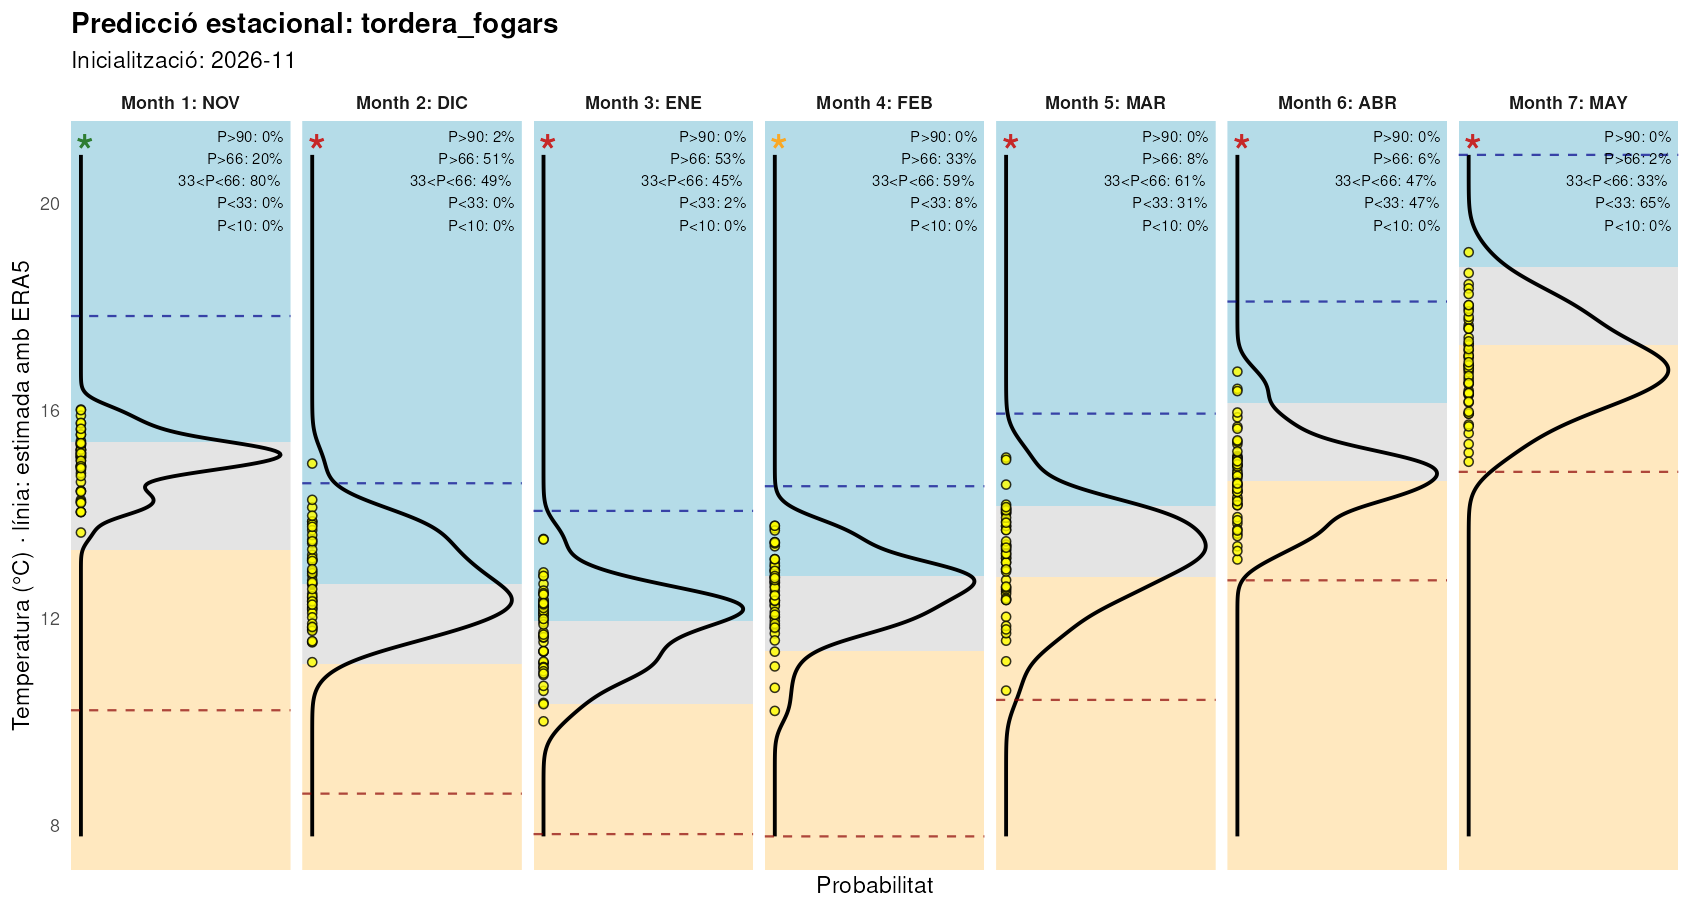 Predicció estacional: tordera_fogars
Inicialització: 2026-11
Temperatura (°C) · línia: estimada amb ERA5
20
16
12
8
Month 1: NOV
*
P>90: 0%
P>66: 20%
33<P<66: 80%
P<33: 0%
P<10: 0%
Month 2: DIC
*
P>90: 2%
P>66: 51%
33<P<66: 49%
P<33: 0%
P<10: 0%
Month 3: ENE
*
P>90: 0%
P>66: 53%
33<P<66: 45%
P<33: 2%
P<10: 0%
Month 4: FEB
*
P>90: 0%
P>66: 33%
33<P<66: 59%
P<33: 8%
P<10: 0%
Month 5: MAR
*
P>90: 0%
P>66: 8%
33<P<66: 61%
P<33: 31%
P<10: 0%
Month 6: ABR
*
P>90: 0%
P>66: 6%
33<P<66: 47%
P<33: 47%
P<10: 0%
Month 7: MAY
*
P>90: 0%
P>66: 2%
33<P<66: 33%
P<33: 65%
P<10: 0%
Probabilitat